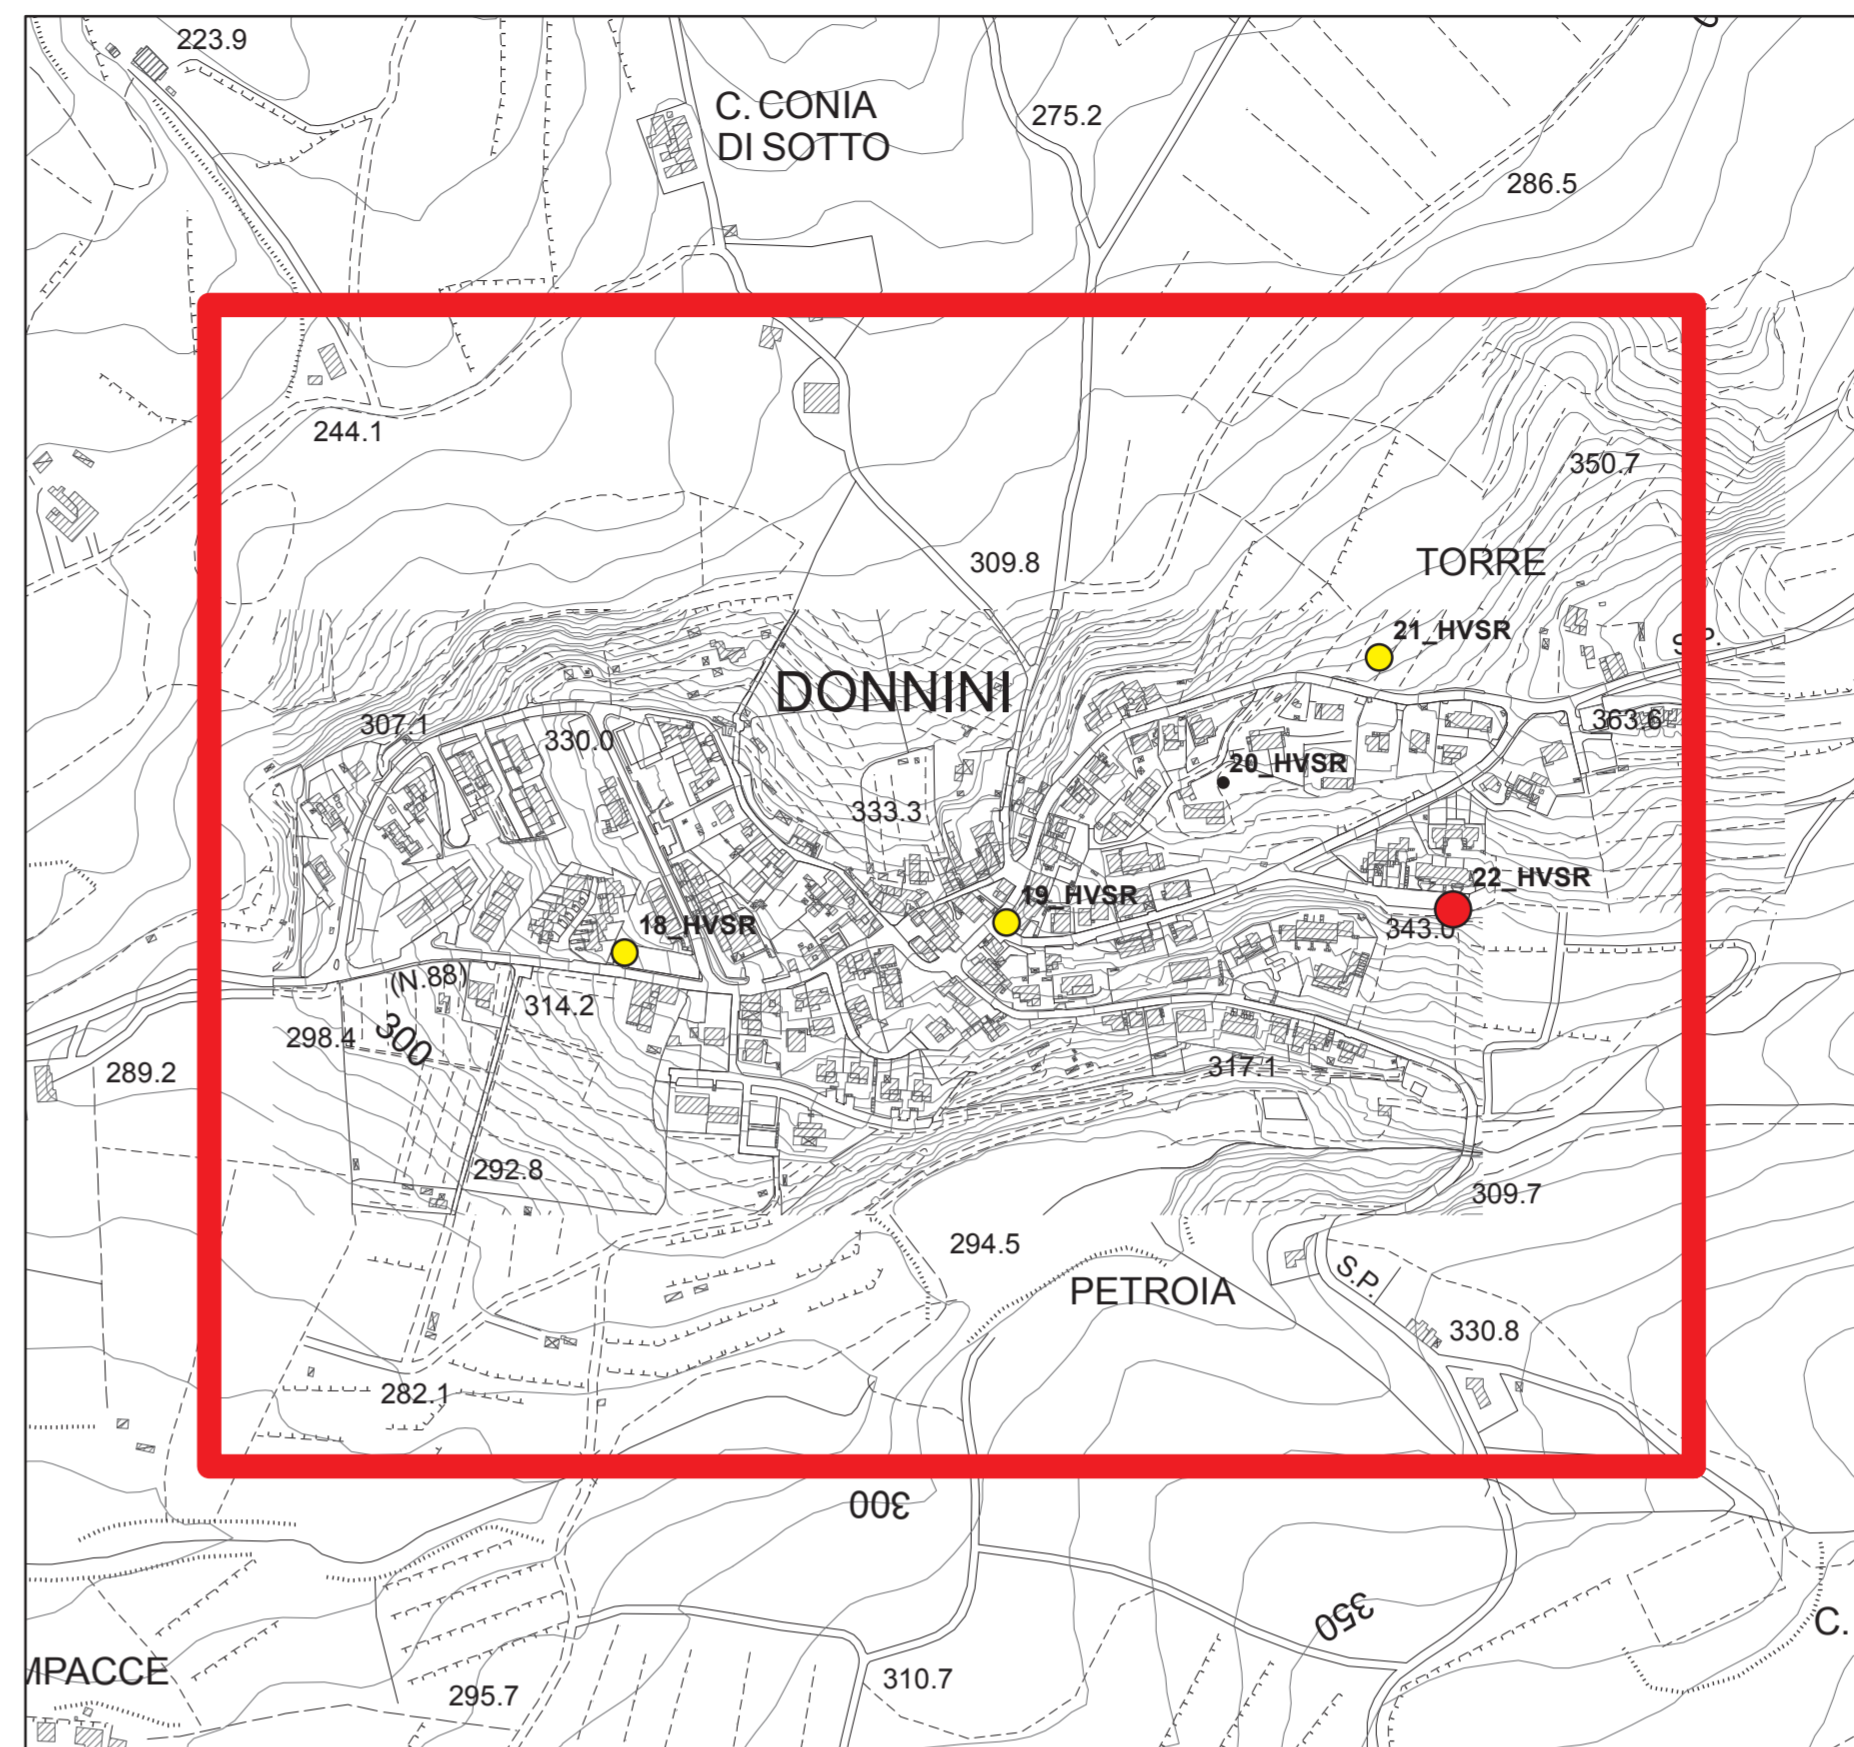 223.9
C. CONIA
DI SOTTO
275.2
286.5
244.1
350.7
309.8
TORRE
21_HVSR
S.P.
DONNINI
307.1
330.0
363.6
20_HVSR
333.3
22_HVSR
19_HVSR
18_HVSR
343.0
(N.88)
314.2
298.4
300
289.2
317.1
292.8
309.7
294.5
S.P.
PETROIA
330.8
282.1
300
350
C.
MPACCE
310.7
295.7